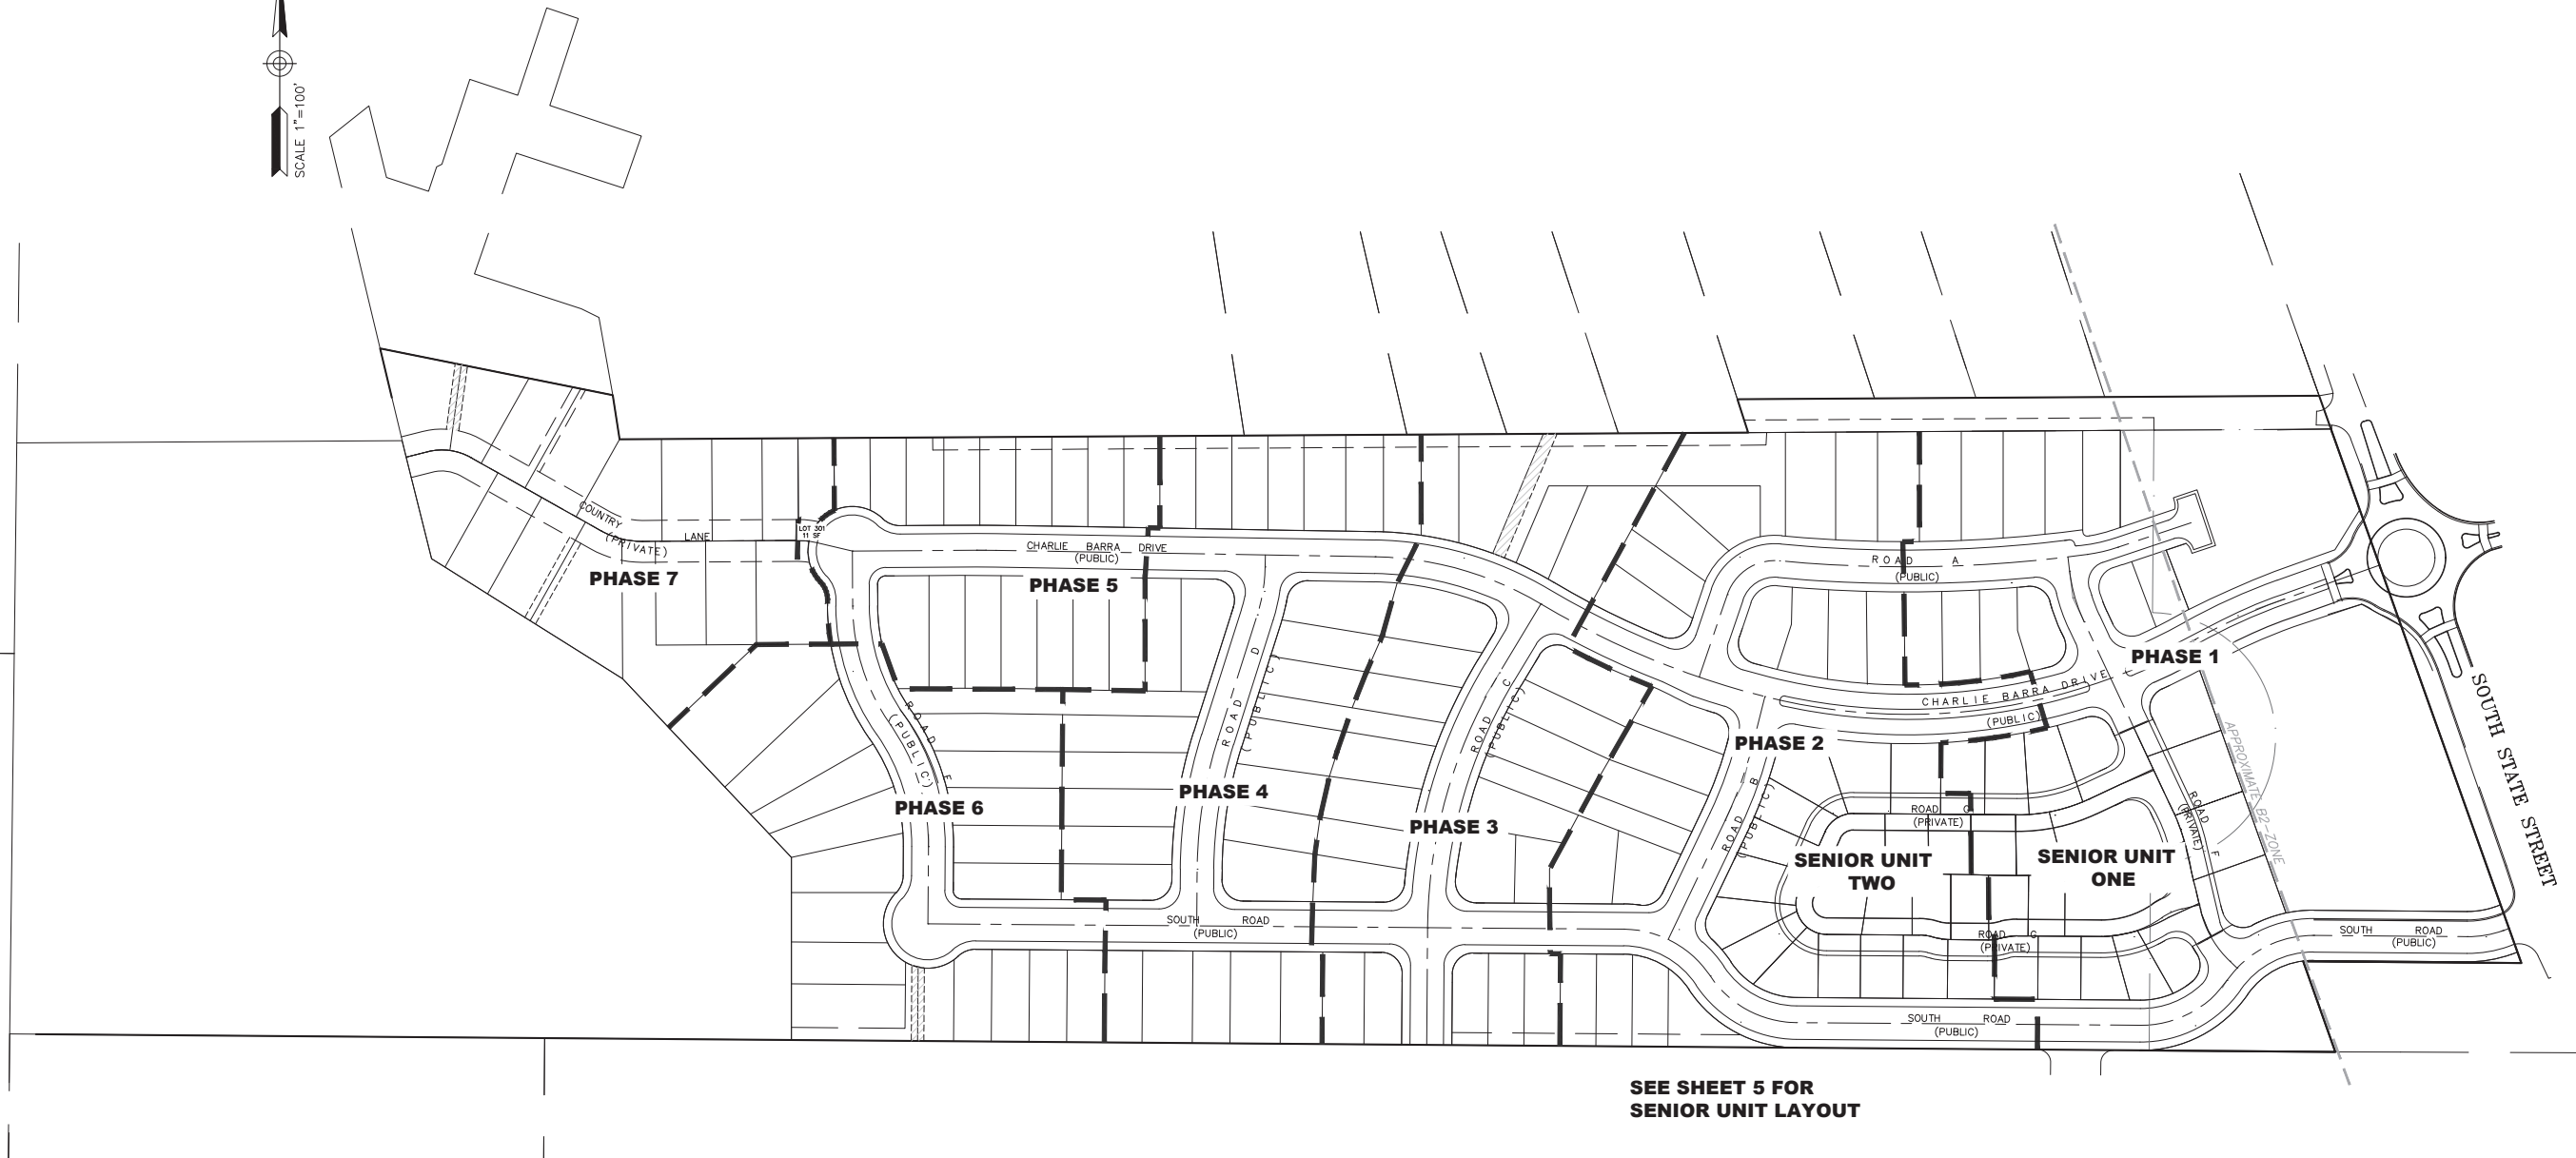 SCALE 1"=100'
COUNTRY LANE
(PRIVATE)
LOT 301
11 SF
PHASE 7
CHARLIE BARRA DRIVE
(PUBLIC)
PHASE 5
ROAD A
(PUBLIC)
PHASE 1
CHARLIE BARRA DRIVE
(PUBLIC)
ROAD D
(PUBLIC)
ROAD C
(PUBLIC)
ROAD E
(PUBLIC)
PHASE 2
PHASE 4
PHASE 6
PHASE 3
ROAD B
(PUBLIC)
ROAD G
(PRIVATE)
ROAD F
(PRIVATE)
APPROXIMATE B2-ZONE
SOUTH STATE STREET
SENIOR UNIT
TWO
SENIOR UNIT
ONE
SOUTH ROAD
(PUBLIC)
ROAD G
(PRIVATE)
SOUTH ROAD
(PUBLIC)
SOUTH ROAD
(PUBLIC)
SEE SHEET 5 FOR
SENIOR UNIT LAYOUT